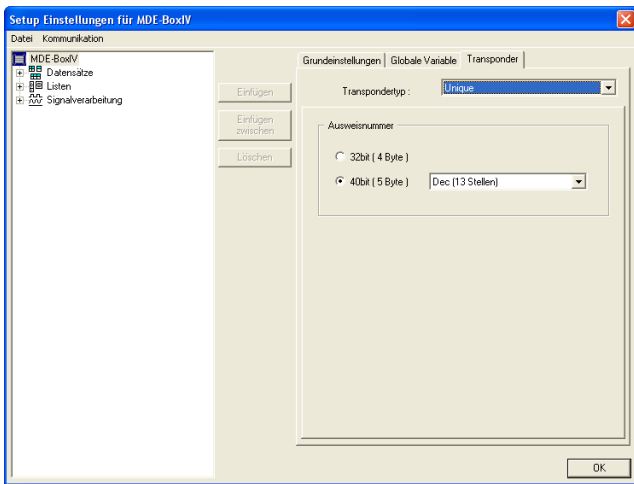 Setup Einstellungen für MDE-BoxIV
Datei Kommunikation
MDE-BoxIV
Datensätze
Listen
Signalverarbeitung
Einfügen
Einfügen
zwischen
Löschen
Grundeinstellungen Globale Variable Transponder
Transpondertyp : Unique
Ausweisnummer
32bit ( 4 Byte )
40bit ( 5 Byte ) Dec (13 Stellen)
OK